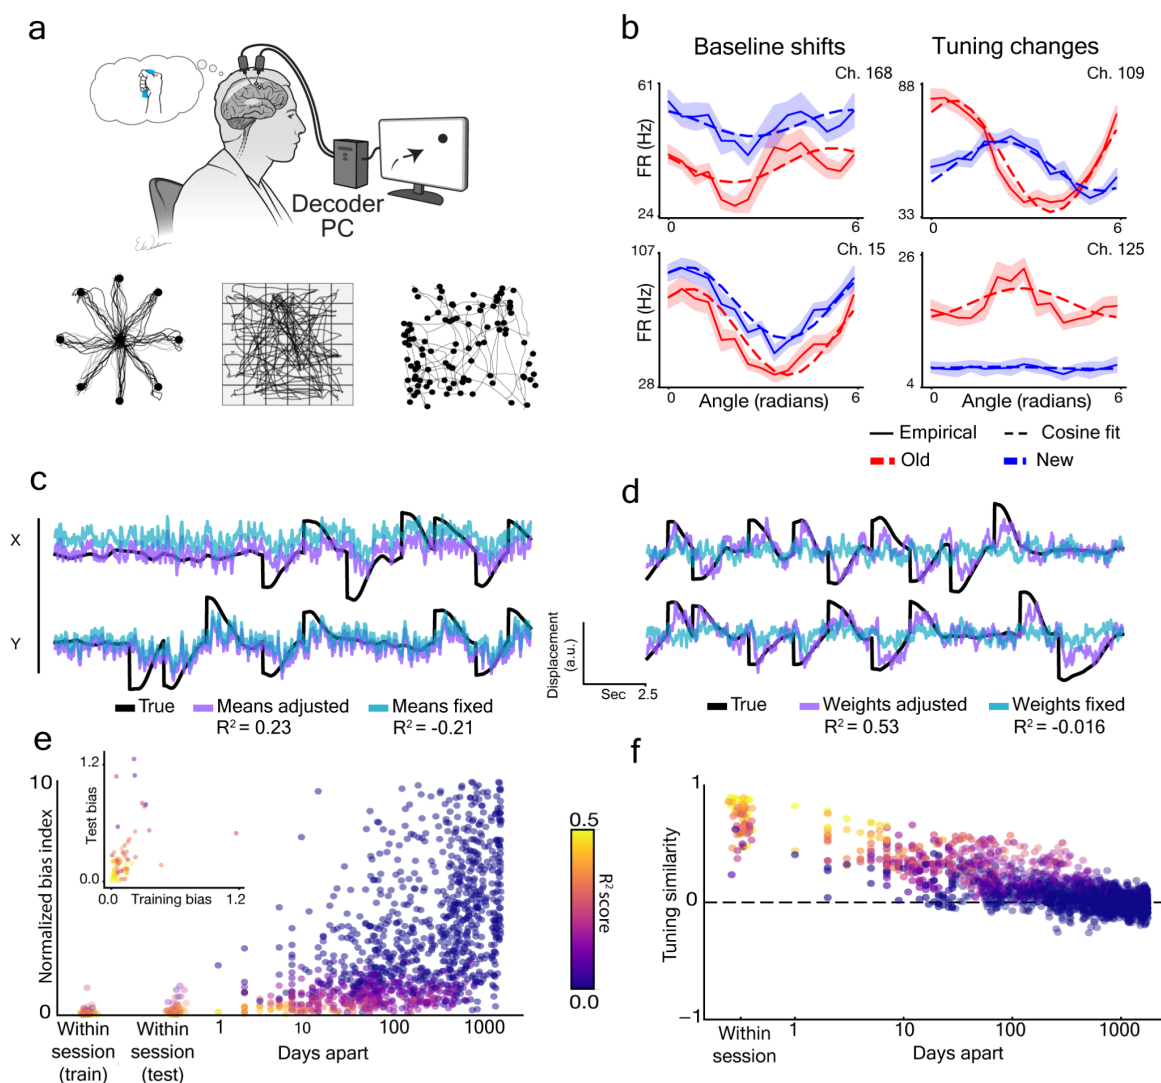 a
Decoder
PC
b
Baseline shifts
Tuning changes
Ch. 168
61
FR (Hz)
24
0
6
Ch. 109
88
33
0
6
Ch. 15
107
FR (Hz)
28
0
6
Angle (radians)
Ch. 125
26
4
0
6
Angle (radians)
Empirical
Cosine fit
Old
New
c
X
Y
True
Means adjusted
R² = 0.23
Means fixed
R² = -0.21
Displacement
(a.u.)
Sec
2.5
d
True
Weights adjusted
R² = 0.53
Weights fixed
R² = -0.016
e
Normalized bias index
10
0
1.2
Test bias
0.0
0.0
Training bias
1.2
Within
session
(train)
Within
session
(test)
1
10
100
1000
Days apart
0.5
R² score
0.0
f
Tuning similarity
1
0
−1
Within
session
1
10
100
1000
Days apart